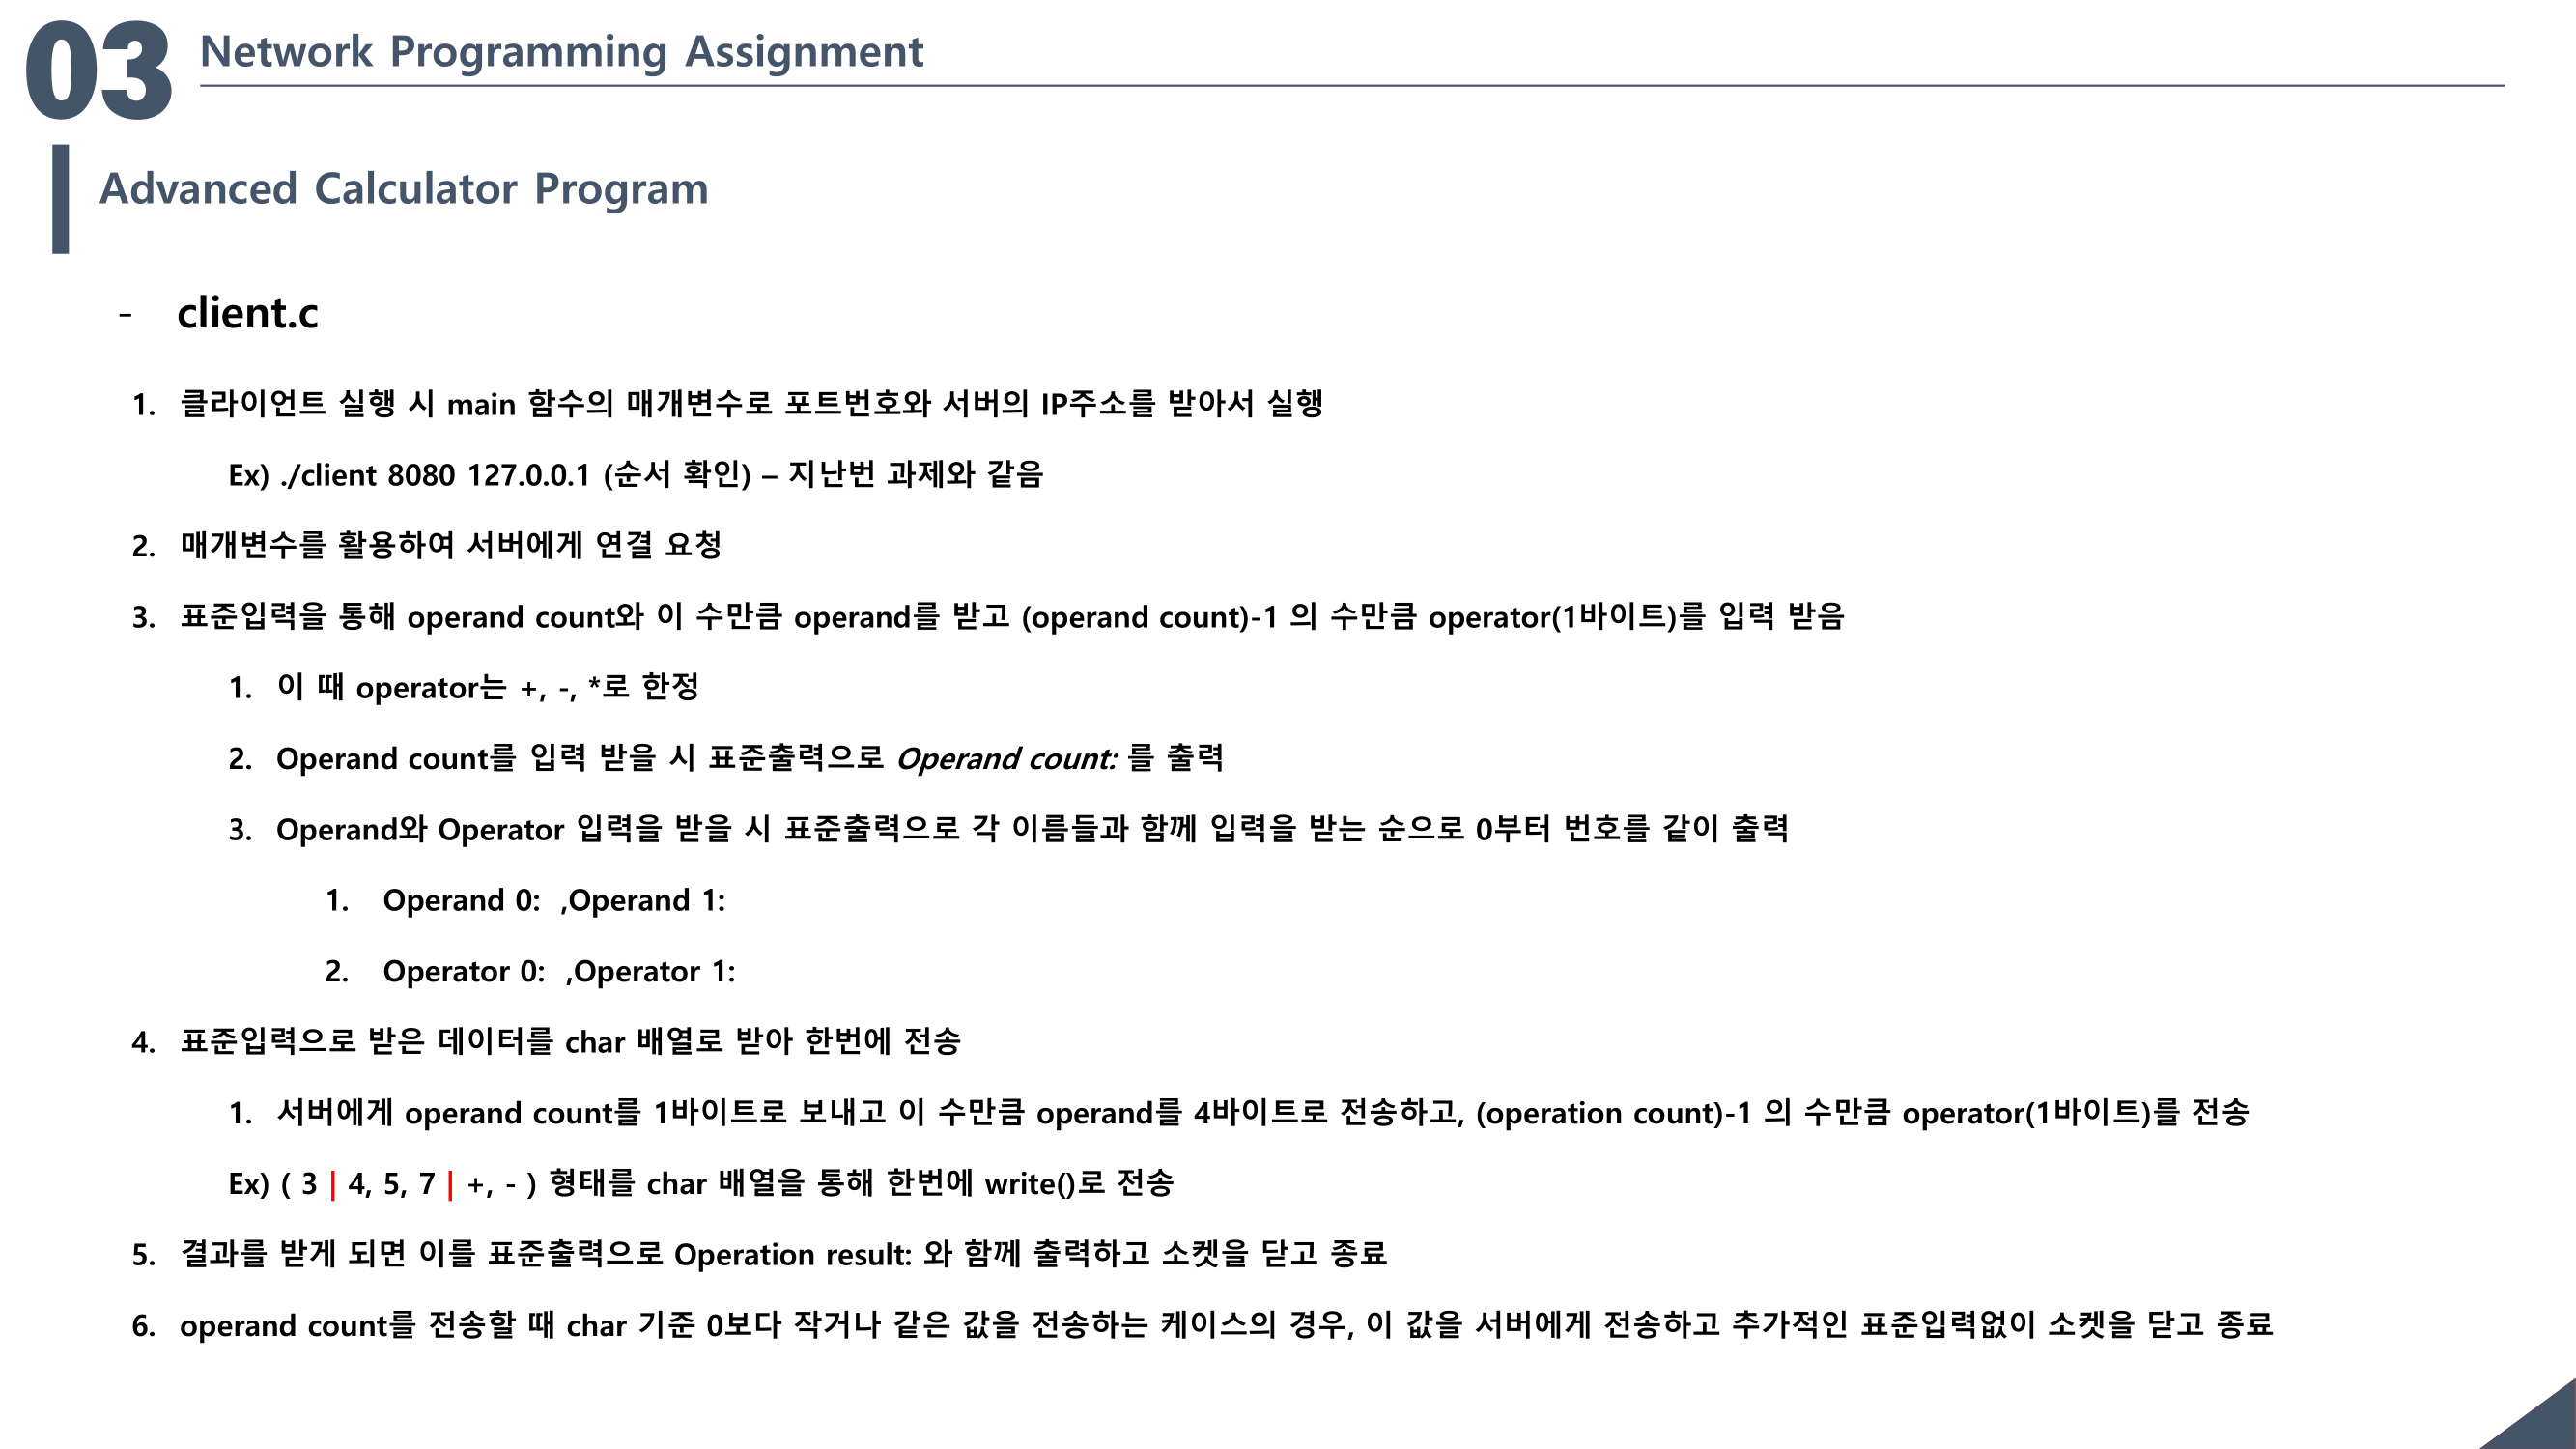 03 Network Programming Assignment
Advanced Calculator Program
- client.c
1. 클라이언트 실행 시 main 함수의 매개변수로 포트번호와 서버의 IP주소를 받아서 실행
Ex) ./client 8080 127.0.0.1 (순서 확인) – 지난번 과제와 같음
2. 매개변수를 활용하여 서버에게 연결 요청
3. 표준입력을 통해 operand count와 이 수만큼 operand를 받고 (operand count)-1 의 수만큼 operator(1바이트)를 입력 받음
1. 이 때 operator는 +, -, *로 한정
2. Operand count를 입력 받을 시 표준출력으로 Operand count: 를 출력
3. Operand와 Operator 입력을 받을 시 표준출력으로 각 이름들과 함께 입력을 받는 순으로 0부터 번호를 같이 출력
1. Operand 0: ,Operand 1:
2. Operator 0: ,Operator 1:
4. 표준입력으로 받은 데이터를 char 배열로 받아 한번에 전송
1. 서버에게 operand count를 1바이트로 보내고 이 수만큼 operand를 4바이트로 전송하고, (operation count)-1 의 수만큼 operator(1바이트)를 전송
Ex) ( 3 | 4, 5, 7 | +, - ) 형태를 char 배열을 통해 한번에 write()로 전송
5. 결과를 받게 되면 이를 표준출력으로 Operation result: 와 함께 출력하고 소켓을 닫고 종료
6. operand count를 전송할 때 char 기준 0보다 작거나 같은 값을 전송하는 케이스의 경우, 이 값을 서버에게 전송하고 추가적인 표준입력없이 소켓을 닫고 종료